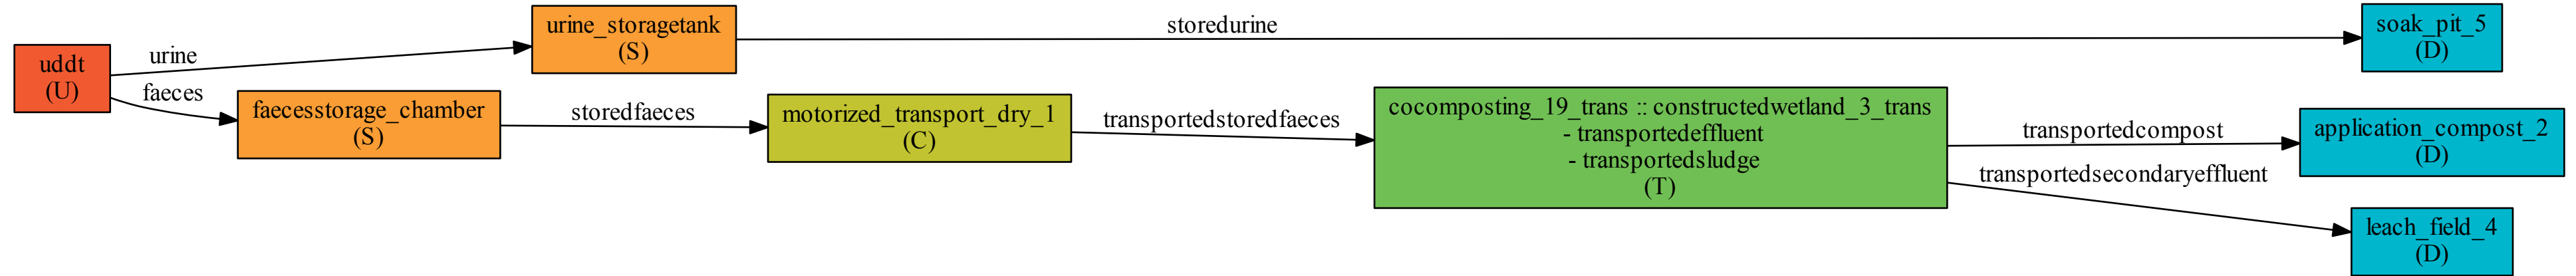 uddt
(U)
urine
faeces
urine_storagetank
(S)
storedurine
soak_pit_5
(D)
faecesstorage_chamber
(S)
storedfaeces
motorized_transport_dry_1
(C)
transportedstoredfaeces
cocomposting_19_trans :: constructedwetland_3_trans
- transportedeffluent
- transportedsludge
(T)
transportedcompost
application_compost_2
(D)
transportedsecondaryeffluent
leach_field_4
(D)